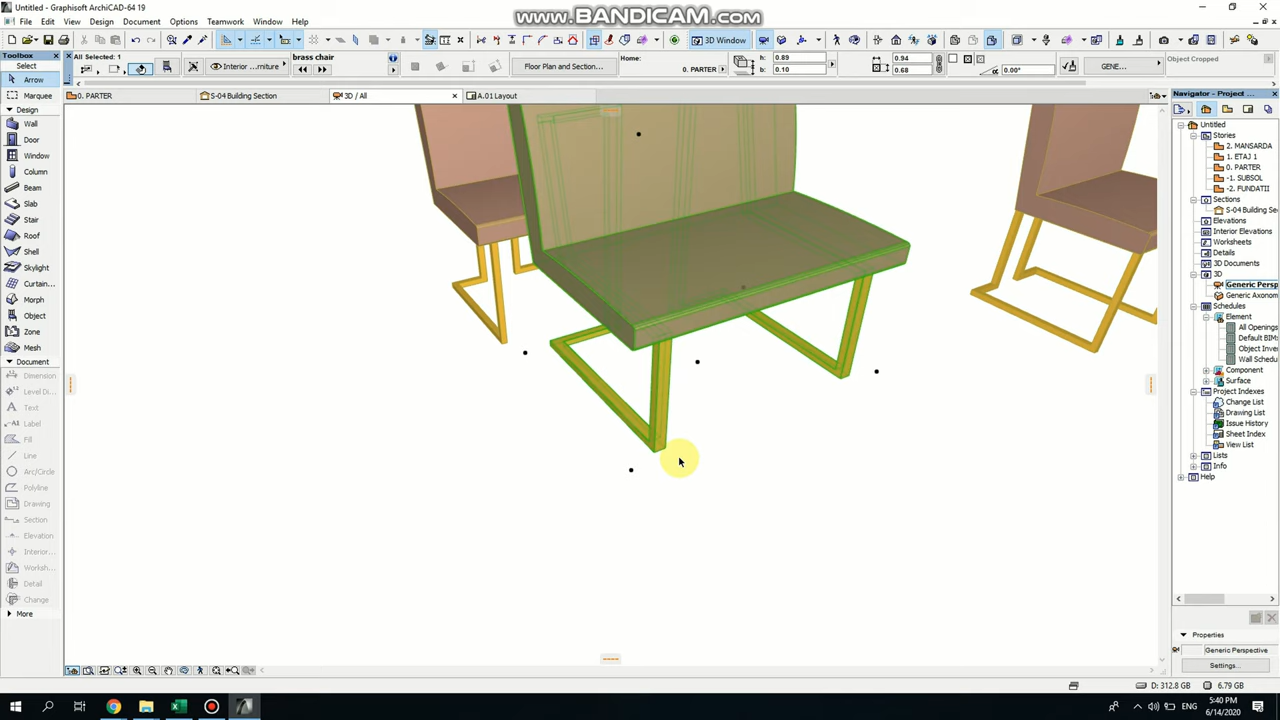 Untitled - Graphisoft ArchiCAD-64 19
www.BANDICAM.com
File Edit View Design Document Options Teamwork Window Help
Toolbox
Select
Arrow
Marquee
Design
Wall
Door
Window
Column
Beam
Slab
Stair
Roof
Shell
Skylight
Curtain...
Morph
Object
Zone
Mesh
Document
Dimension
Level Di...
Text
Label
Fill
Line
Arc/Circle
Polyline
Drawing
Section
Elevation
Interior...
Worksh...
Detail
Change
More
3D Window
All Selected: 1
Interior ...rniture
brass chair
Floor Plan and Section...
Home:
0. PARTER
h: 0.89
b: 0.10
0.94
0.68
0.00°
GENE...
Object Cropped
0. PARTER
S-04 Building Section
3D / All
A.01 Layout
Navigator - Project ...
Untitled
Stories
2. MANSARDA
1. ETAJ 1
0. PARTER
-1. SUBSOL
-2. FUNDATII
Sections
S-04 Building Se
Elevations
Interior Elevations
Worksheets
Details
3D Documents
3D
Generic Persp
Generic Axonom
Schedules
Element
All Openings
Default BIM
Object Inve
Wall Schedu
Component
Surface
Project Indexes
Change List
Drawing List
Issue History
Sheet Index
View List
Lists
Info
Help
Properties
Generic Perspective
Settings...
D: 312.8 GB
6.79 GB
ENG
5:40 PM
6/14/2020